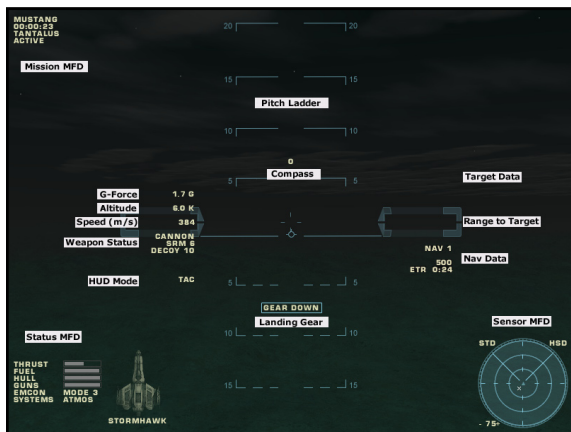 MUSTANG
00:00:23
TANTALUS
ACTIVE
Mission MFD
20 20
15 15
Pitch Ladder
10 10
0
Compass
5 5
Target Data
G-Force 1.7 G
Altitude 6.0 K
Speed (m/s) 384
Range to Target
Weapon Status CANNON
SRM 6
DECOY 10
NAV 1
500
Nav Data
ETR 0:24
HUD Mode TAC
5 5
GEAR DOWN
Landing Gear
Sensor MFD
10 10
Status MFD
STD HSD
THRUST
FUEL
HULL
GUNS
EMCON MODE 3
SYSTEMS ATMOS
15 15
STORMHAWK
- 75+